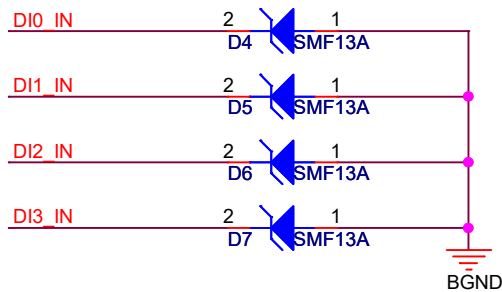 DI0_IN 2 1
D4 SMF13A
DI1_IN 2 1
D5 SMF13A
DI2_IN 2 1
D6 SMF13A
DI3_IN 2 1
D7 SMF13A
BGND